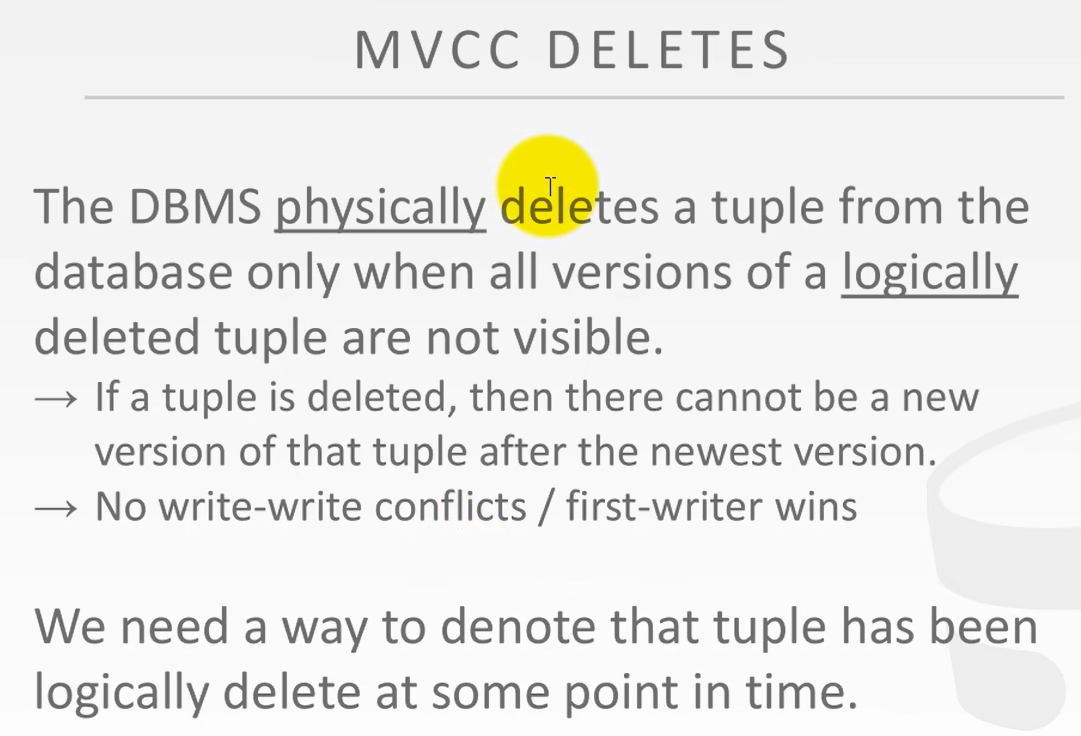 MVCC DELETES
The DBMS physically deletes a tuple from the
database only when all versions of a logically
deleted tuple are not visible.
→ If a tuple is deleted, then there cannot be a new
version of that tuple after the newest version.
→ No write-write conflicts / first-writer wins
We need a way to denote that tuple has been
logically delete at some point in time.